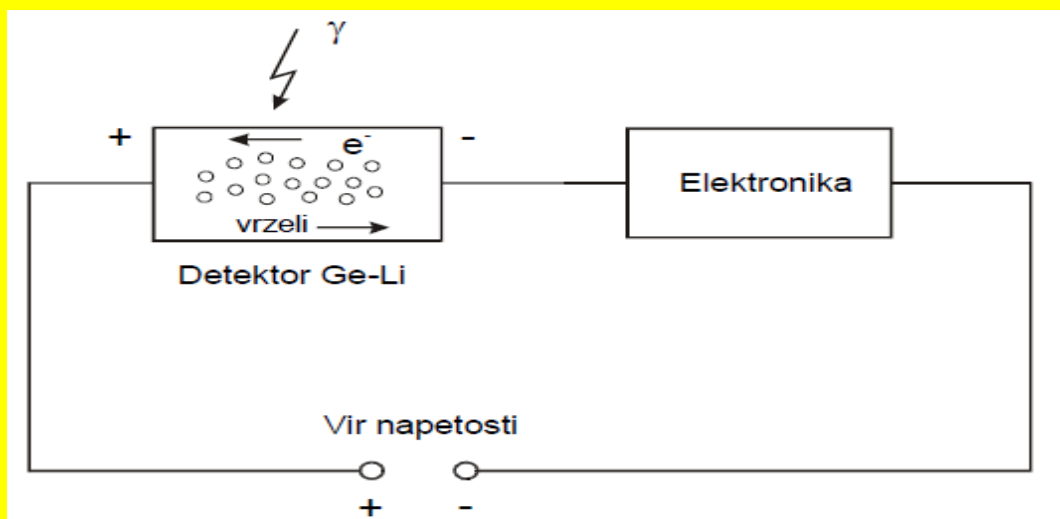 γ
+ e⁻ -
Elektronika
vrzeli
Detektor Ge-Li
Vir napetosti
+ -